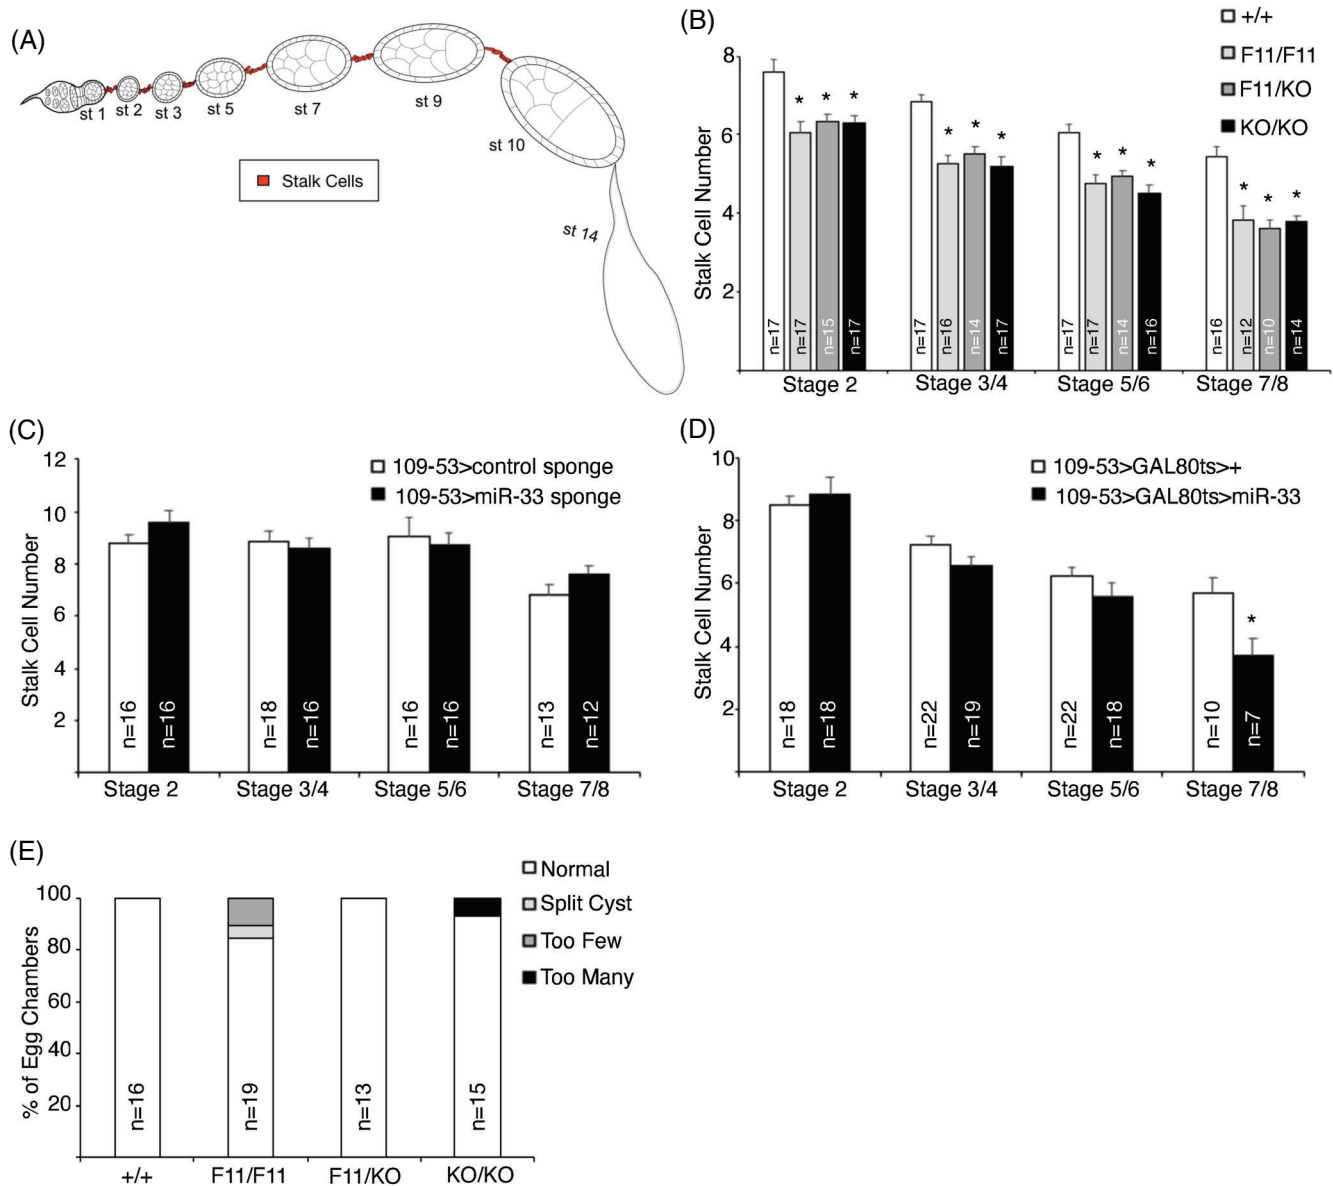 (A)
st 1
st 2
st 3
st 5
st 7
st 9
st 10
st 14
Stalk Cells
(B)
+/+
F11/F11
F11/KO
KO/KO
Stalk Cell Number
8
6
4
2
* * *
* * *
* * *
* * *
n=17
n=17
n=15
n=17
n=17
n=16
n=14
n=17
n=17
n=17
n=14
n=16
n=16
n=12
n=10
n=14
Stage 2
Stage 3/4
Stage 5/6
Stage 7/8
(C)
109-53>control sponge
109-53>miR-33 sponge
Stalk Cell Number
12
10
8
6
4
2
n=16
n=16
n=18
n=16
n=16
n=16
n=13
n=12
Stage 2
Stage 3/4
Stage 5/6
Stage 7/8
(D)
109-53>GAL80ts>+
109-53>GAL80ts>miR-33
Stalk Cell Number
10
8
6
4
2
*
n=18
n=18
n=22
n=19
n=22
n=18
n=10
n=7
Stage 2
Stage 3/4
Stage 5/6
Stage 7/8
(E)
Normal
Split Cyst
Too Few
Too Many
% of Egg Chambers
100
80
60
40
20
n=16
n=19
n=13
n=15
+/+
F11/F11
F11/KO
KO/KO